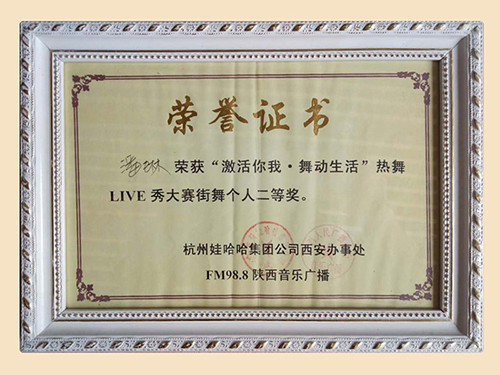 荣誉证书
潘琳 荣获“激活你我·舞动生活”热舞
LIVE 秀大赛街舞个人二等奖。
杭州娃哈哈集团公司西安办事处
FM98.8 陕西音乐广播